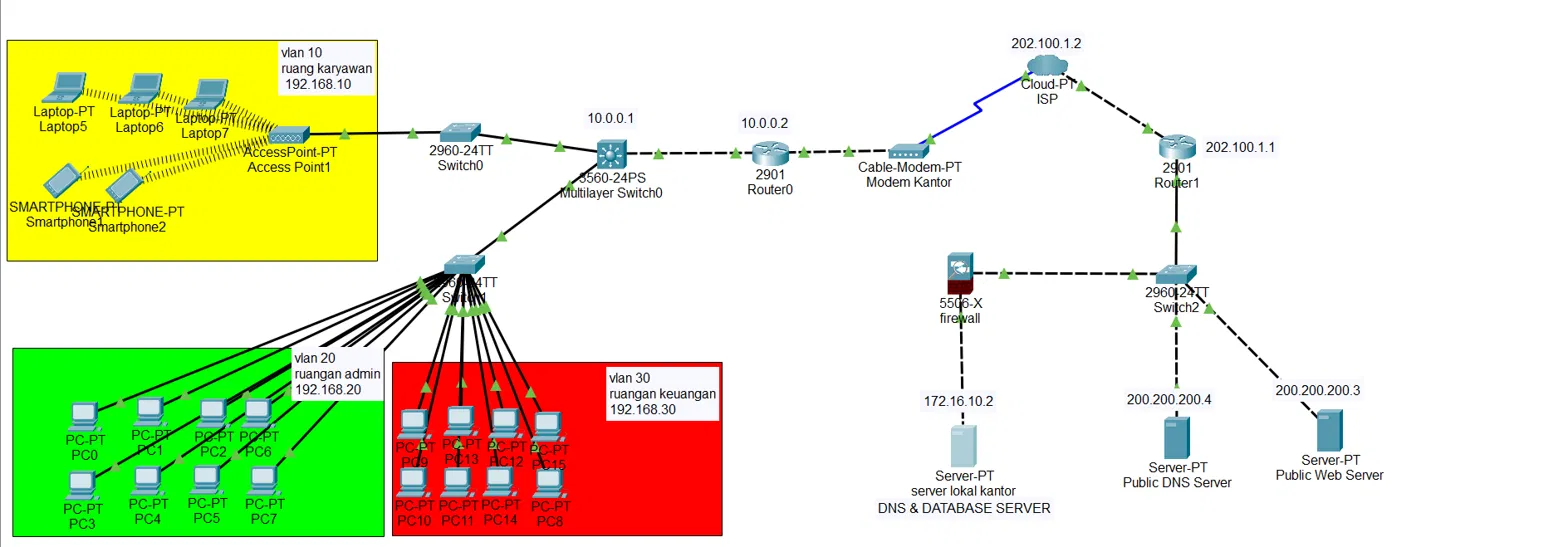 vlan 10
ruang karyawan
192.168.10
Laptop-PT
Laptop5
Laptop-PT
Laptop6
Laptop-PT
Laptop7
AccessPoint-PT
Access Point1
SMARTPHONE-PT
Smartphone1
SMARTPHONE-PT
Smartphone2
2960-24TT
Switch0
10.0.0.1
3560-24PS
Multilayer Switch0
10.0.0.2
2901
Router0
Cable-Modem-PT
Modem Kantor
202.100.1.2
Cloud-PT
ISP
202.100.1.1
2901
Router1
2960-24TT
Switch1
5506-X
firewall
2960-24TT
Switch2
vlan 20
ruangan admin
192.168.20
PC-PT
PC0
PC-PT
PC1
PC-PT
PC2
PC-PT
PC6
PC-PT
PC3
PC-PT
PC4
PC-PT
PC5
PC-PT
PC7
vlan 30
ruangan keuangan
192.168.30
PC-PT
PC9
PC-PT
PC13
PC-PT
PC12
PC-PT
PC15
PC-PT
PC10
PC-PT
PC11
PC-PT
PC14
PC-PT
PC8
172.16.10.2
Server-PT
server lokal kantor
DNS & DATABASE SERVER
200.200.200.4
Server-PT
Public DNS Server
200.200.200.3
Server-PT
Public Web Server